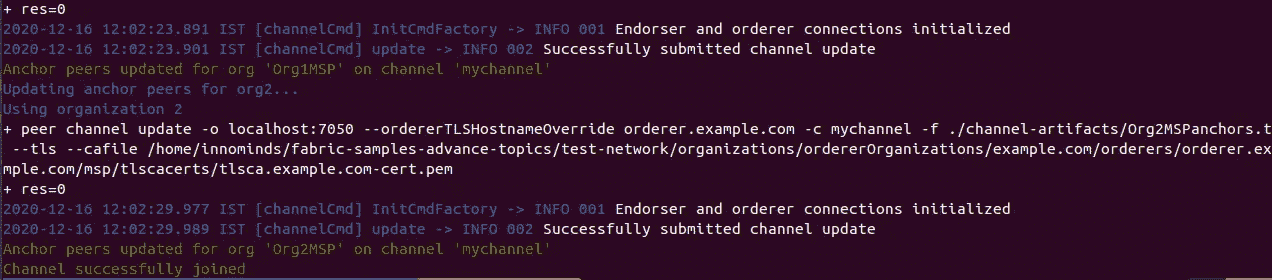 + res=0
2020-12-16 12:02:23.891 IST [channelCmd] InitCmdFactory -> INFO 001 Endorser and orderer connections initialized
2020-12-16 12:02:23.901 IST [channelCmd] update -> INFO 002 Successfully submitted channel update
Anchor peers updated for org 'Org1MSP' on channel 'mychannel'
Updating anchor peers for org2...
Using organization 2
+ peer channel update -o localhost:7050 --ordererTLSHostnameOverride orderer.example.com -c mychannel -f ./channel-artifacts/Org2MSPanchors.t
--tls --cafile /home/innominds/fabric-samples-advance-topics/test-network/organizations/ordererOrganizations/example.com/orderers/orderer.ex
mple.com/msp/tlscacerts/tlsca.example.com-cert.pem
+ res=0
2020-12-16 12:02:29.977 IST [channelCmd] InitCmdFactory -> INFO 001 Endorser and orderer connections initialized
2020-12-16 12:02:29.989 IST [channelCmd] update -> INFO 002 Successfully submitted channel update
Anchor peers updated for org 'Org2MSP' on channel 'mychannel'
Channel successfully joined